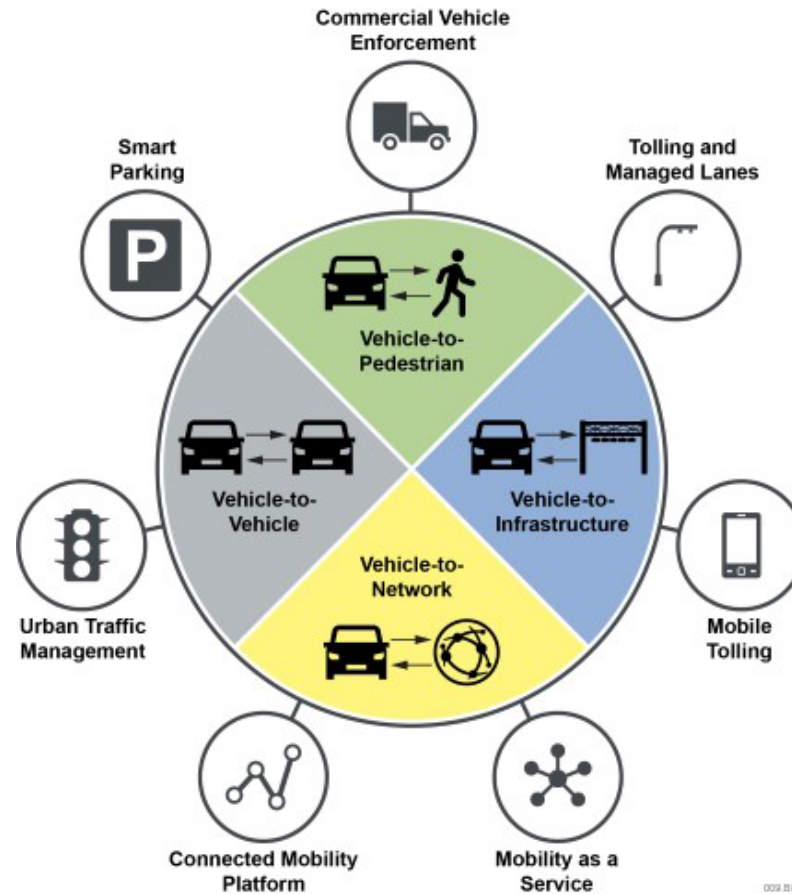 Commercial Vehicle
Enforcement
Smart
Parking
P
Tolling and
Managed Lanes
Vehicle-to-
Pedestrian
Vehicle-to-
Vehicle
Vehicle-to-
Infrastructure
Vehicle-to-
Network
Urban Traffic
Management
Mobile
Tolling
Connected Mobility
Platform
Mobility as a
Service